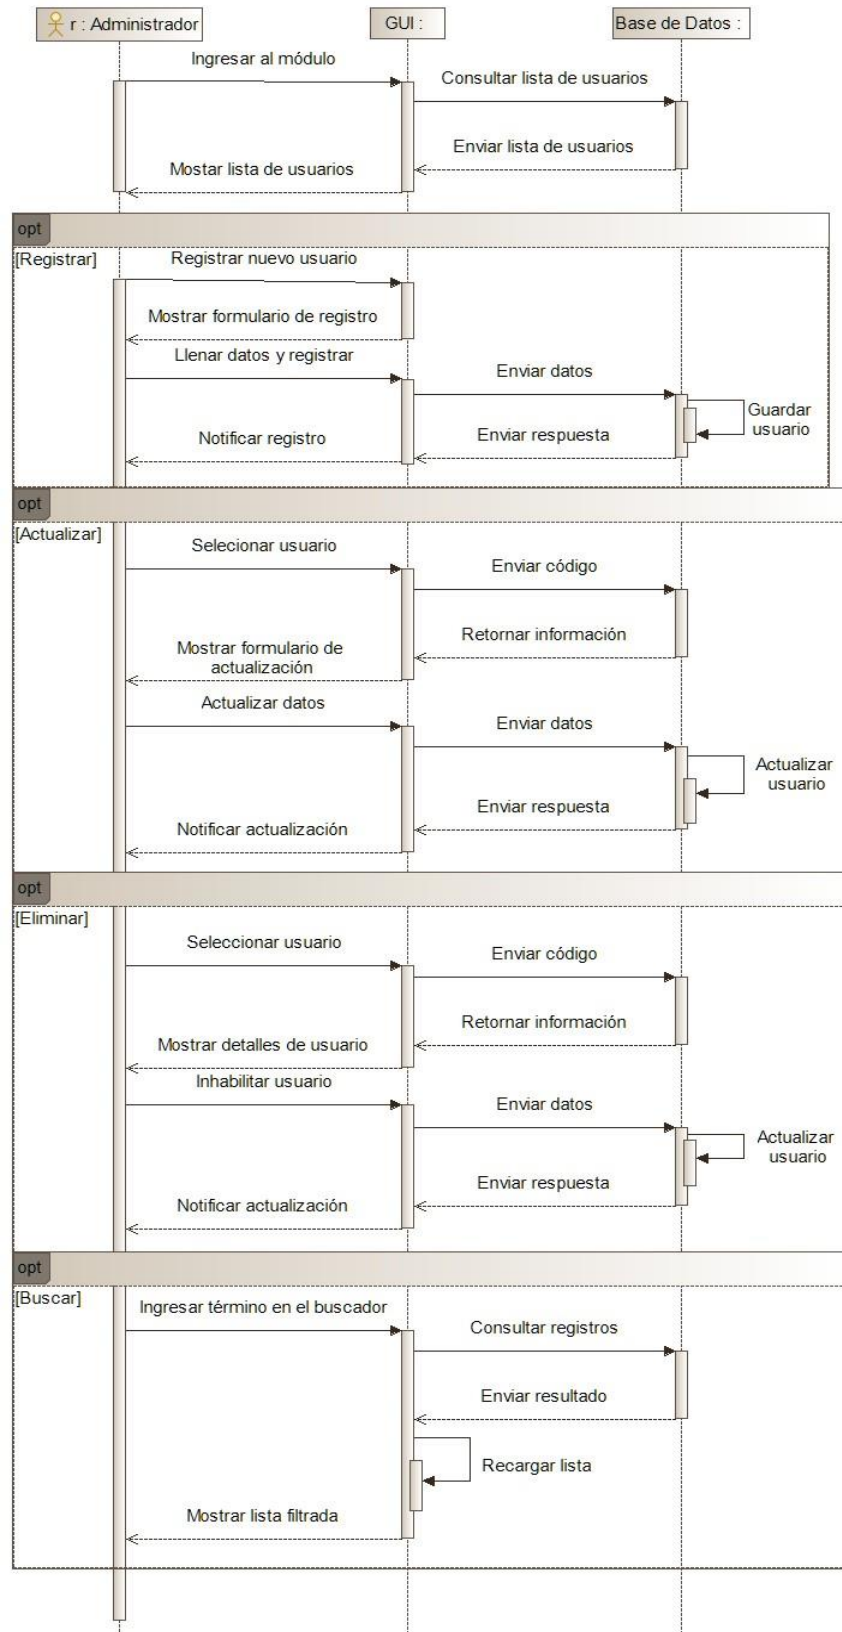 r : Administrador
GUI :
Base de Datos :
Ingresar al módulo
Consultar lista de usuarios
Enviar lista de usuarios
Mostar lista de usuarios
opt
[Registrar]
Registrar nuevo usuario
Mostrar formulario de registro
Llenar datos y registrar
Enviar datos
Guardar
usuario
Enviar respuesta
Notificar registro
opt
[Actualizar]
Selecionar usuario
Enviar código
Retornar información
Mostrar formulario de
actualización
Actualizar datos
Enviar datos
Actualizar
usuario
Enviar respuesta
Notificar actualización
opt
[Eliminar]
Seleccionar usuario
Enviar código
Retornar información
Mostrar detalles de usuario
Inhabilitar usuario
Enviar datos
Actualizar
usuario
Enviar respuesta
Notificar actualización
opt
[Buscar]
Ingresar término en el buscador
Consultar registros
Enviar resultado
Recargar lista
Mostrar lista filtrada